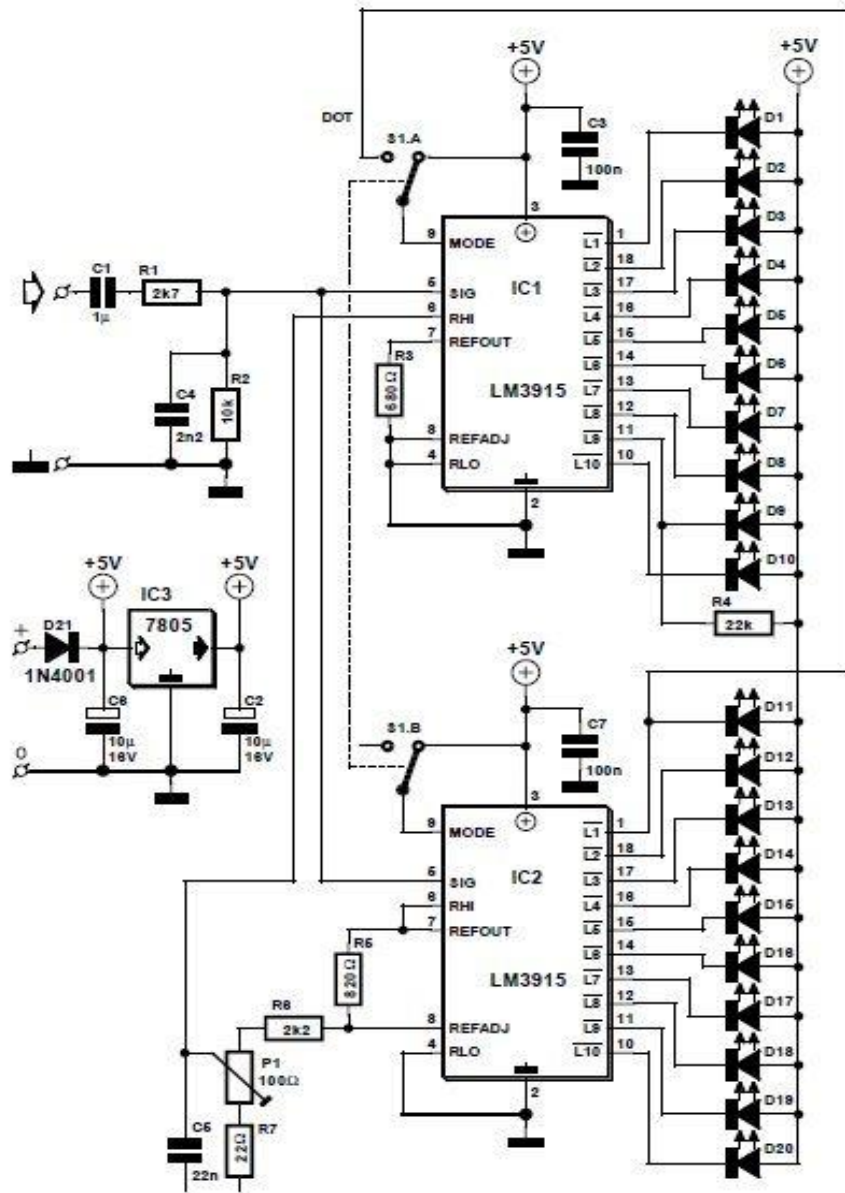 +5V
+5V
DOT
S1.A
C3
100n
D1
D2
D3
D4
D5
D6
D7
D8
D9
D10
3
9 MODE
5 SIG
6 RHI
7 REFOUT
8 REFADJ
4 RLO
IC1
LM3915
2
L1 1
L2 18
L3 17
L4 16
L5 15
L6 14
L7 13
L8 12
L9 11
L10 10
C1
1µ
R1
2k7
C4
2n2
R2
10k
R3
680Ω
R4
22k
+5V
+5V
IC3
7805
D21
1N4001
+
0
C6
10µ
16V
C2
10µ
16V
+5V
S1.B
C7
100n
D11
D12
D13
D14
D15
D16
D17
D18
D19
D20
3
9 MODE
5 SIG
6 RHI
7 REFOUT
8 REFADJ
4 RLO
IC2
LM3915
2
L1 1
L2 18
L3 17
L4 16
L5 15
L6 14
L7 13
L8 12
L9 11
L10 10
R5
820Ω
R6
2k2
P1
100Ω
R7
22Ω
C5
22n